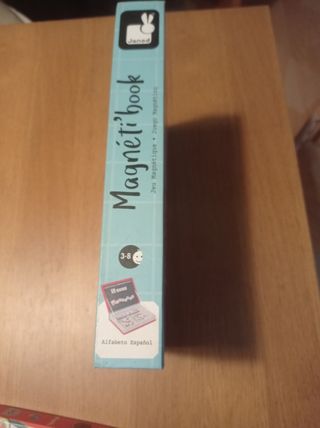 Janod
Magnéti'book
Jeu Magnétique • Juego Magnético
3-8
Alfabeto Español